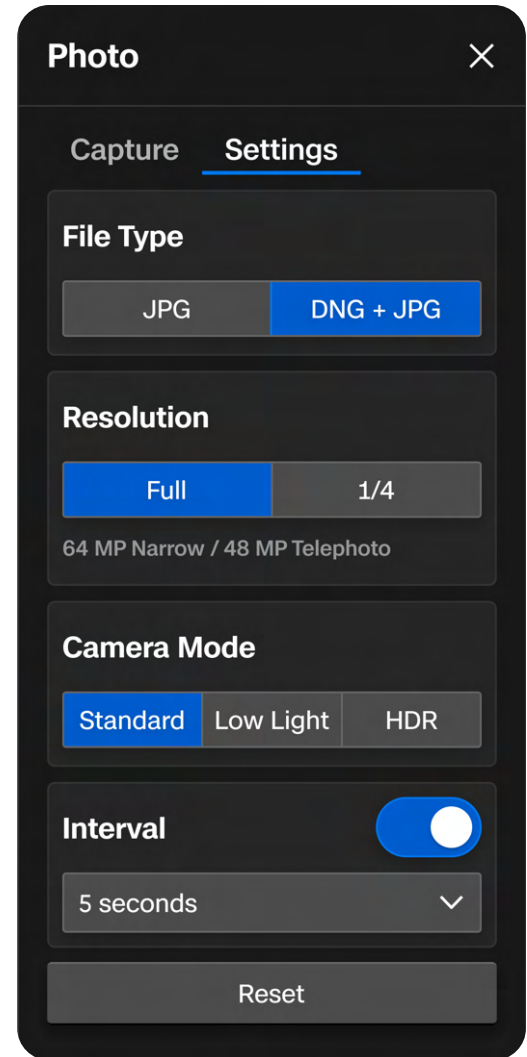 Photo
Capture Settings
File Type
JPG DNG + JPG
Resolution
Full 1/4
64 MP Narrow / 48 MP Telephoto
Camera Mode
Standard Low Light HDR
Interval
5 seconds
Reset